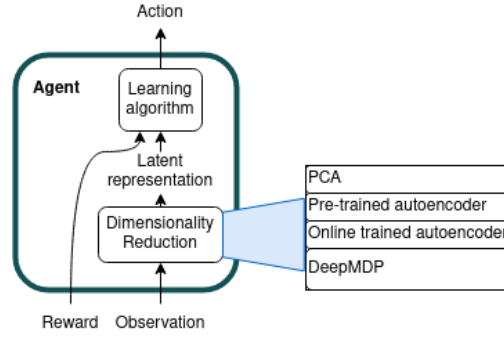 Action
Agent
Learning
algorithm
Latent
representation
Dimensionality
Reduction
PCA
Pre-trained autoencoder
Online trained autoencoder
DeepMDP
Reward
Observation